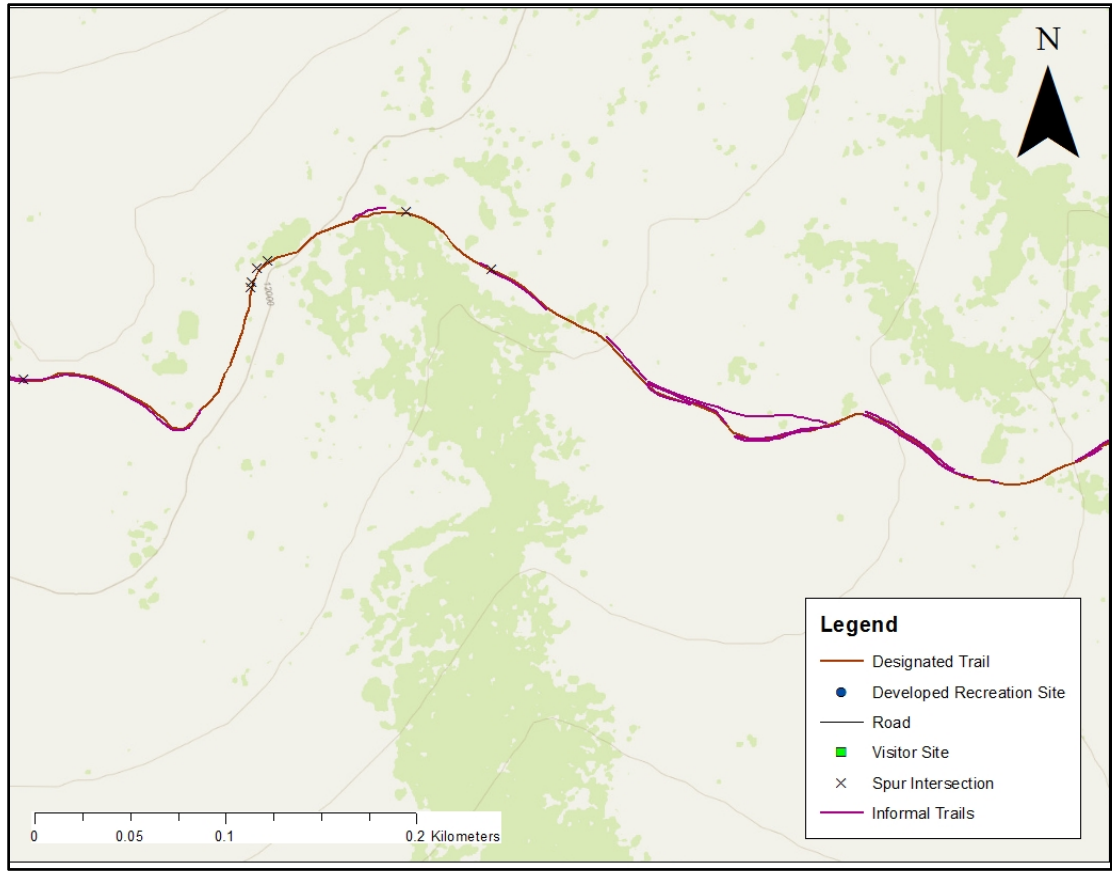 N
12000
Legend
Designated Trail
Developed Recreation Site
Road
Visitor Site
Spur Intersection
Informal Trails
0 0.05 0.1 0.2 Kilometers